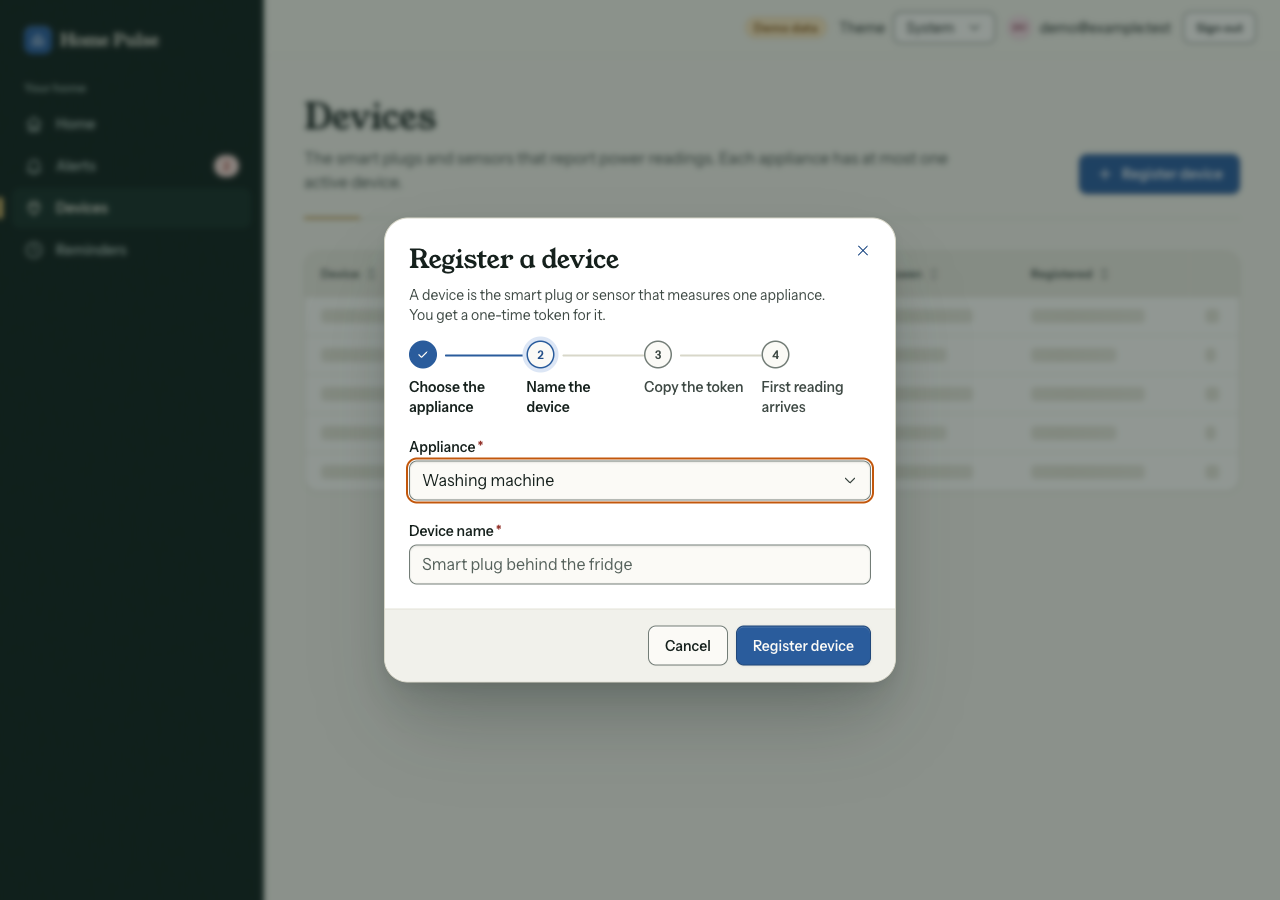 Home Pulse
Your home
Home
Alerts
Devices
Reminders
Demo data
Theme
System
demo@example.test
Sign out
Devices
The smart plugs and sensors that report power readings. Each appliance has at most one
active device.
Register device
Device
Registered
Register a device
A device is the smart plug or sensor that measures one appliance.
You get a one-time token for it.
2
3
4
Choose the
appliance
Name the
device
Copy the token
First reading
arrives
Appliance *
Washing machine
Device name *
Smart plug behind the fridge
Cancel
Register device